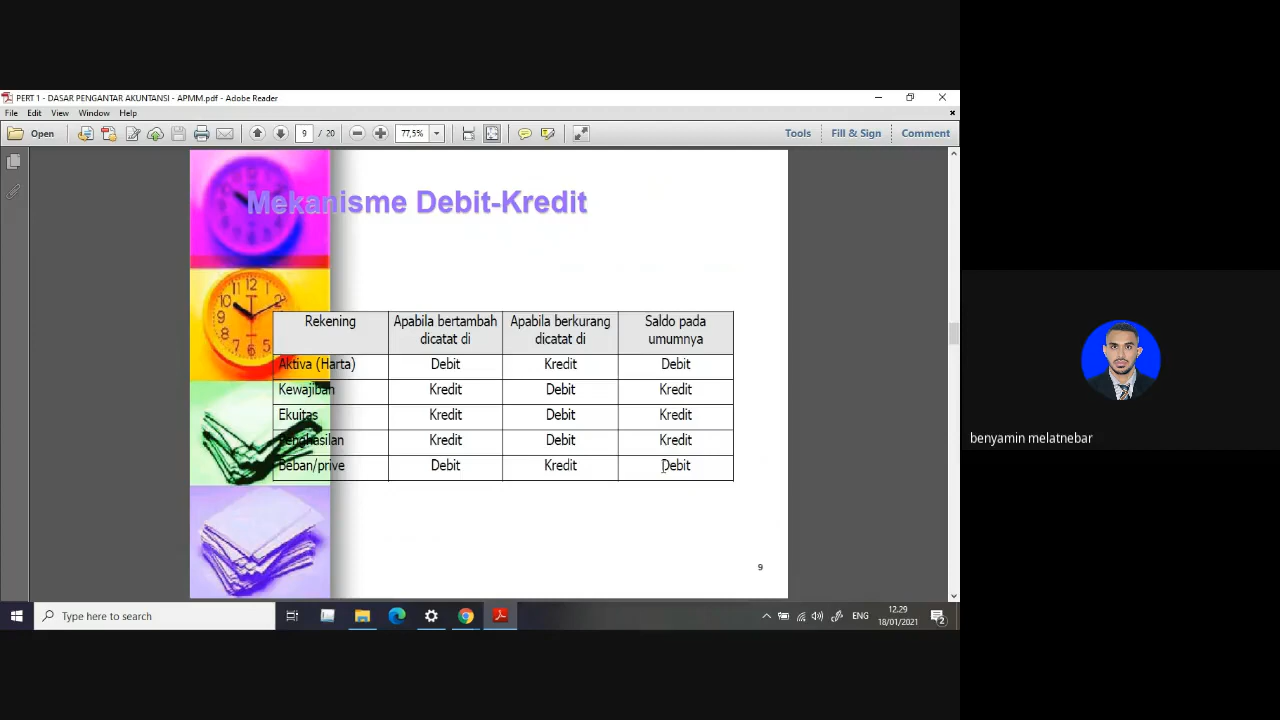 PERT 1 - DASAR PENGANTAR AKUNTANSI - APMM.pdf - Adobe Reader
File Edit View Window Help
Open 9 / 20 77,5% Tools Fill & Sign Comment
Mekanisme Debit-Kredit
Rekening Apabila bertambah dicatat di Apabila berkurang dicatat di Saldo pada umumnya
Aktiva (Harta) Debit Kredit Debit
Kewajiban Kredit Debit Kredit
Ekuitas Kredit Debit Kredit
Penghasilan Kredit Debit Kredit
Beban/prive Debit Kredit Debit
9
benyamin melatnebar
Type here to search
ENG
12.29
18/01/2021
2